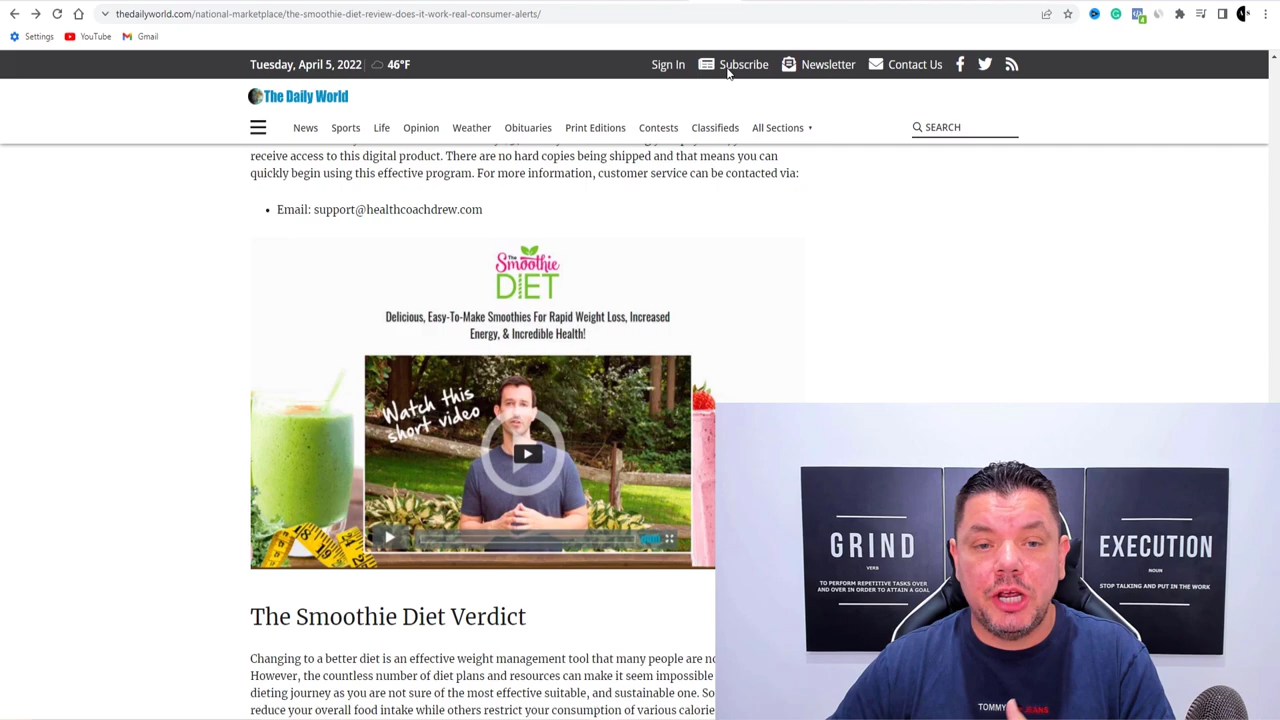 thedailyworld.com/national-marketplace/the-smoothie-diet-review-does-it-work-real-consumer-alerts/
Settings YouTube Gmail
4
Tuesday, April 5, 2022 46°F Sign In Subscribe Newsletter Contact Us
The Daily World
News Sports Life Opinion Weather Obituaries Print Editions Contests Classifieds All Sections SEARCH
receive access to this digital product. There are no hard copies being shipped and that means you can
quickly begin using this effective program. For more information, customer service can be contacted via:
• Email: support@healthcoachdrew.com
The
Smoothie
DIET
Delicious, Easy-To-Make Smoothies For Rapid Weight Loss, Increased
Energy, & Incredible Health!
Watch this
short video
GRIND
VERB
TO PERFORM REPETITIVE TASKS OVER
AND OVER IN ORDER TO ATTAIN A GOAL
EXECUTION
NOUN
STOP TALKING AND PUT IN THE WORK
The Smoothie Diet Verdict
Changing to a better diet is an effective weight management tool that many people are
However, the countless number of diet plans and resources can make it seem impossible
dieting journey as you are not sure of the most effective suitable, and sustainable one. So
reduce your overall food intake while others restrict your consumption of various
TOMMY JEANS